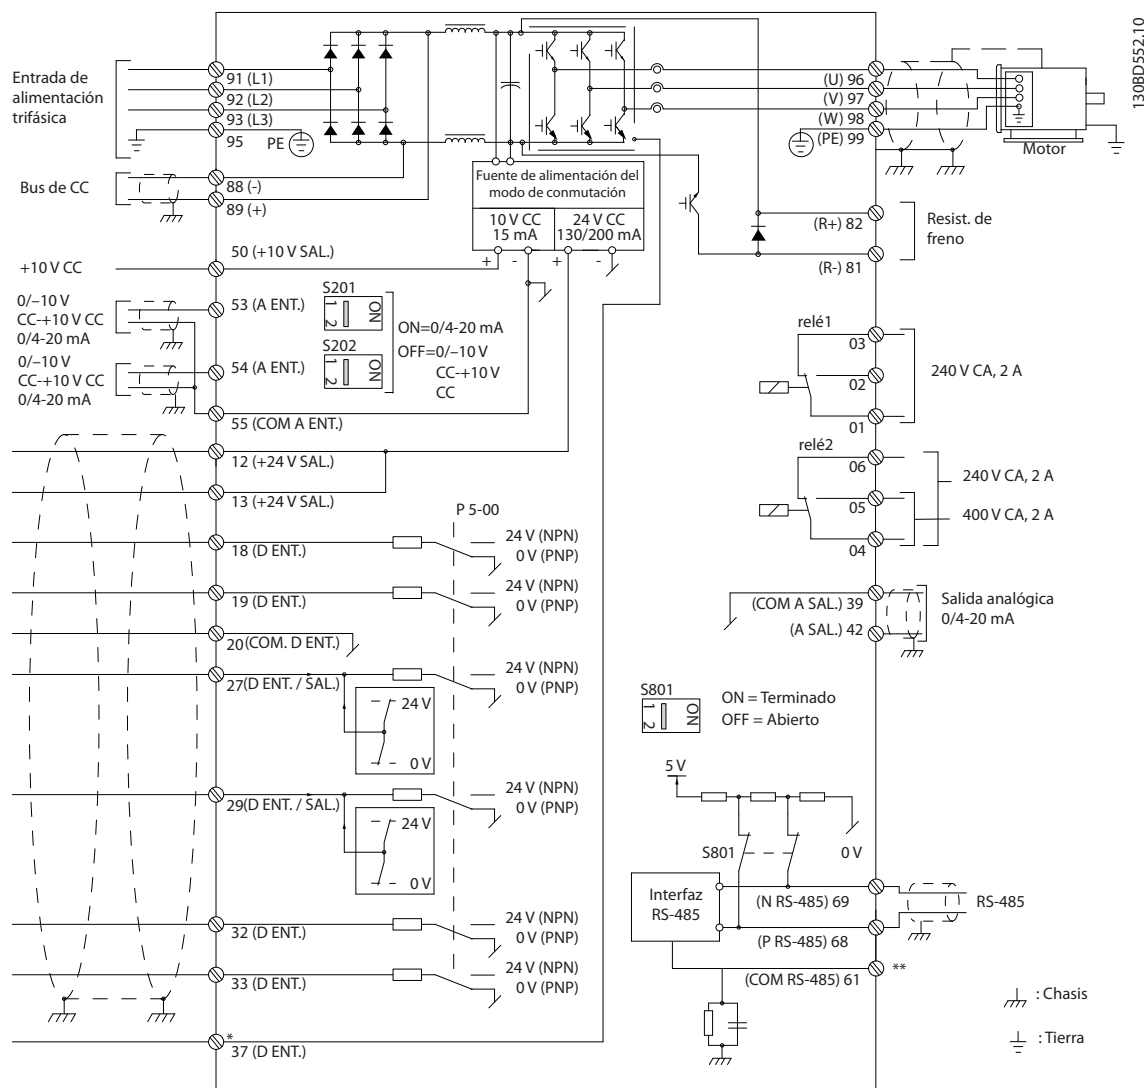 130BD552.10
Entrada de
alimentación
trifásica
91 (L1)
92 (L2)
93 (L3)
95
PE
Bus de CC
88 (-)
89 (+)
Fuente de alimentación del
modo de conmutación
10 V CC
15 mA
24 V CC
130/200 mA
+ - + -
(U) 96
(V) 97
(W) 98
(PE) 99
Motor
(R+) 82
(R-) 81
Resist. de
freno
50 (+10 V SAL.)
+10 V CC
0/−10 V
CC-+10 V CC
0/4-20 mA
53 (A ENT.)
S201
1 2
ON
0/−10 V
CC-+10 V CC
0/4-20 mA
54 (A ENT.)
S202
1 2
ON
ON=0/4-20 mA
OFF=0/−10 V
CC-+10 V
CC
55 (COM A ENT.)
12 (+24 V SAL.)
13 (+24 V SAL.)
relé1
03
02
01
240 V CA, 2 A
relé2
06
05
04
240 V CA, 2 A
400 V CA, 2 A
P 5-00
18 (D ENT.)
24 V (NPN)
0 V (PNP)
19 (D ENT.)
24 V (NPN)
0 V (PNP)
20(COM. D ENT.)
27(D ENT. / SAL.)
24 V (NPN)
0 V (PNP)
24 V
0 V
29(D ENT. / SAL.)
24 V (NPN)
0 V (PNP)
24 V
0 V
32 (D ENT.)
24 V (NPN)
0 V (PNP)
33 (D ENT.)
24 V (NPN)
0 V (PNP)
*
37 (D ENT.)
(COM A SAL.) 39
(A SAL.) 42
Salida analógica
0/4-20 mA
S801
1 2
ON
ON = Terminado
OFF = Abierto
5 V
S801
0 V
Interfaz
RS-485
(N RS-485) 69
(P RS-485) 68
RS-485
(COM RS-485) 61
**
: Chasis
: Tierra